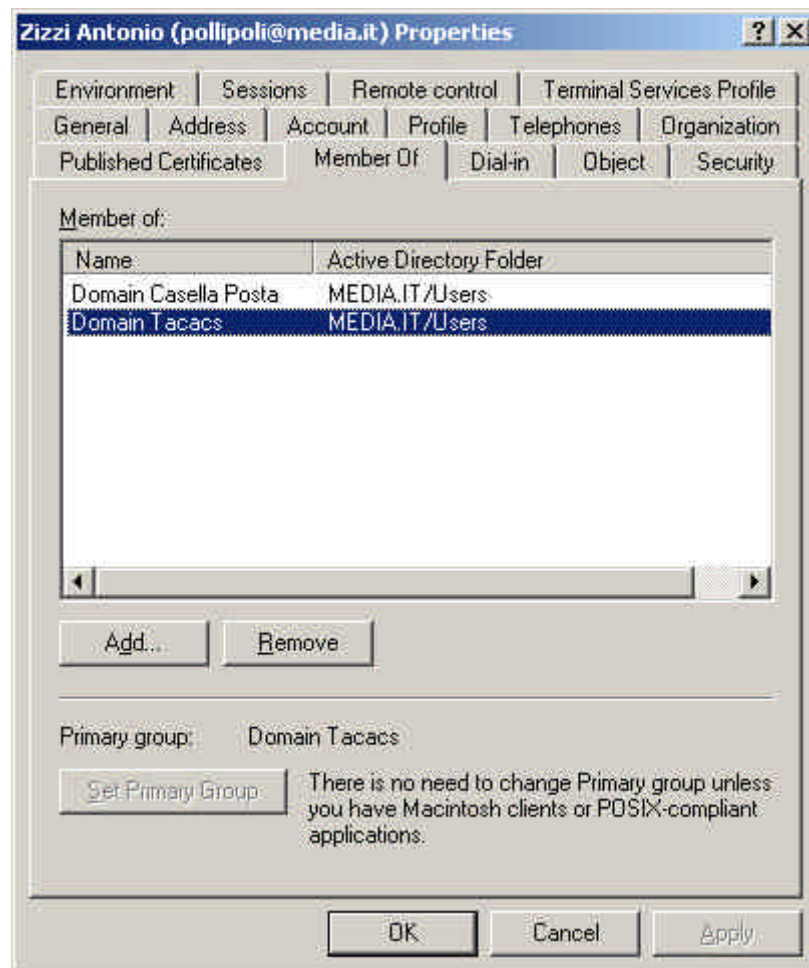 Zizzi Antonio (pollipoli@media.it) Properties
Environment Sessions Remote control Terminal Services Profile
General Address Account Profile Telephones Organization
Published Certificates Member Of Dial-in Object Security
Member of:
Name Active Directory Folder
Domain Casella Posta MEDIA.IT/Users
Domain Tacacs MEDIA.IT/Users
Add... Remove
Primary group: Domain Tacacs
Set Primary Group
There is no need to change Primary group unless
you have Macintosh clients or POSIX-compliant
applications.
OK Cancel Apply